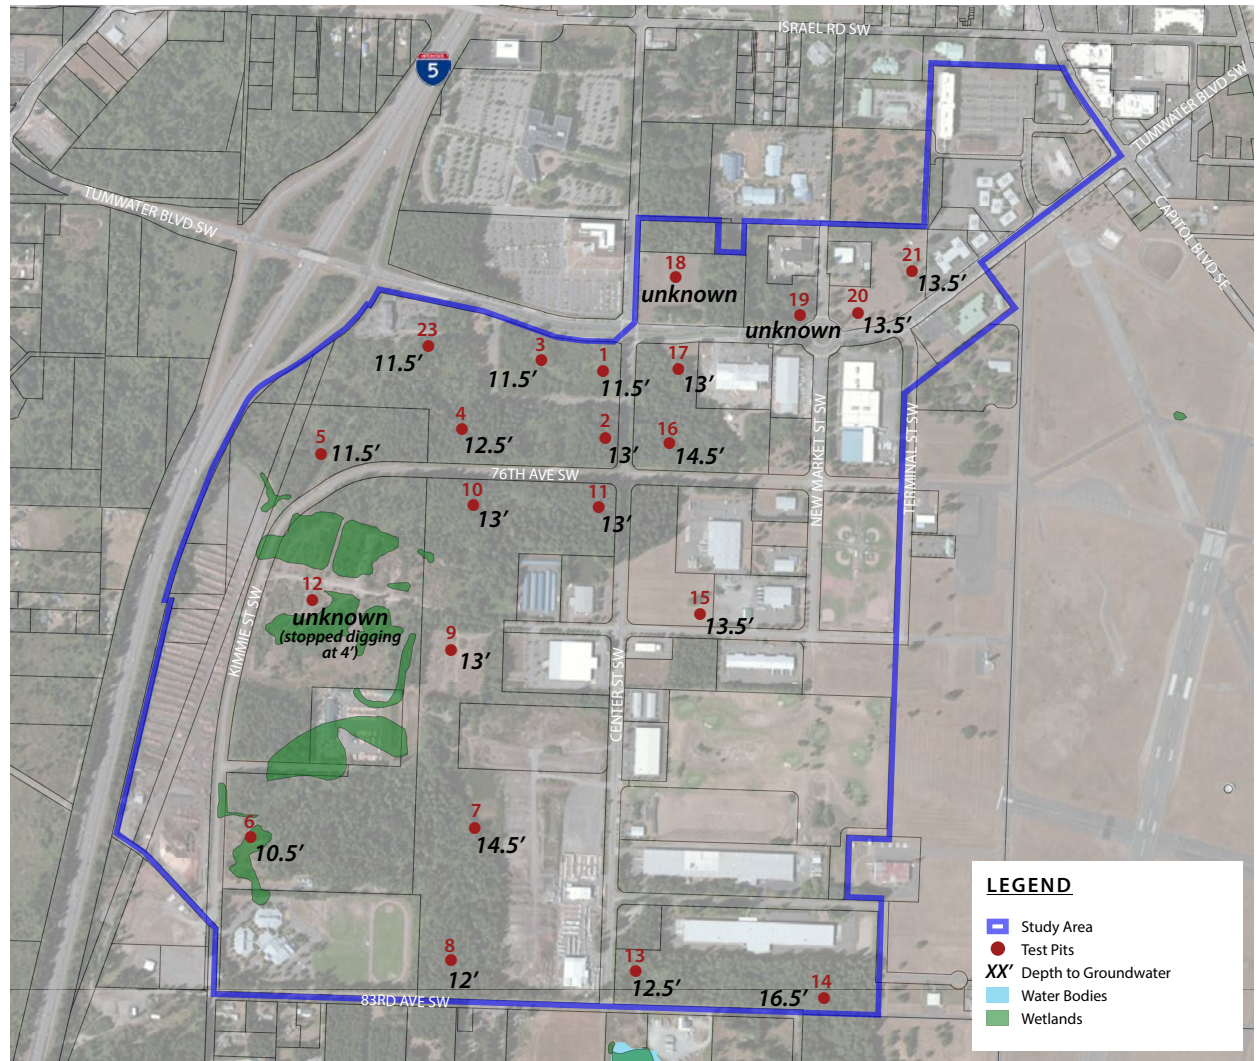 ISRAEL RD SW
INTERSTATE
5
TUMWATER BLVD SW
TUMWATER BLVD SW
CAPITOL BLVD SE
18
unknown
19
unknown
20
13.5′
21
13.5′
23
11.5′
3
11.5′
1
11.5′
17
13′
4
12.5′
2
13′
16
14.5′
5
11.5′
76TH AVE SW
NEW MARKET ST SW
TERMINAL ST SW
10
13′
11
13′
12
unknown
(stopped digging
at 4′)
KIMMIE ST SW
9
13′
15
13.5′
CENTER ST SW
6
10.5′
7
14.5′
8
12′
13
12.5′
14
16.5′
83RD AVE SW
LEGEND
Study Area
Test Pits
XX′ Depth to Groundwater
Water Bodies
Wetlands